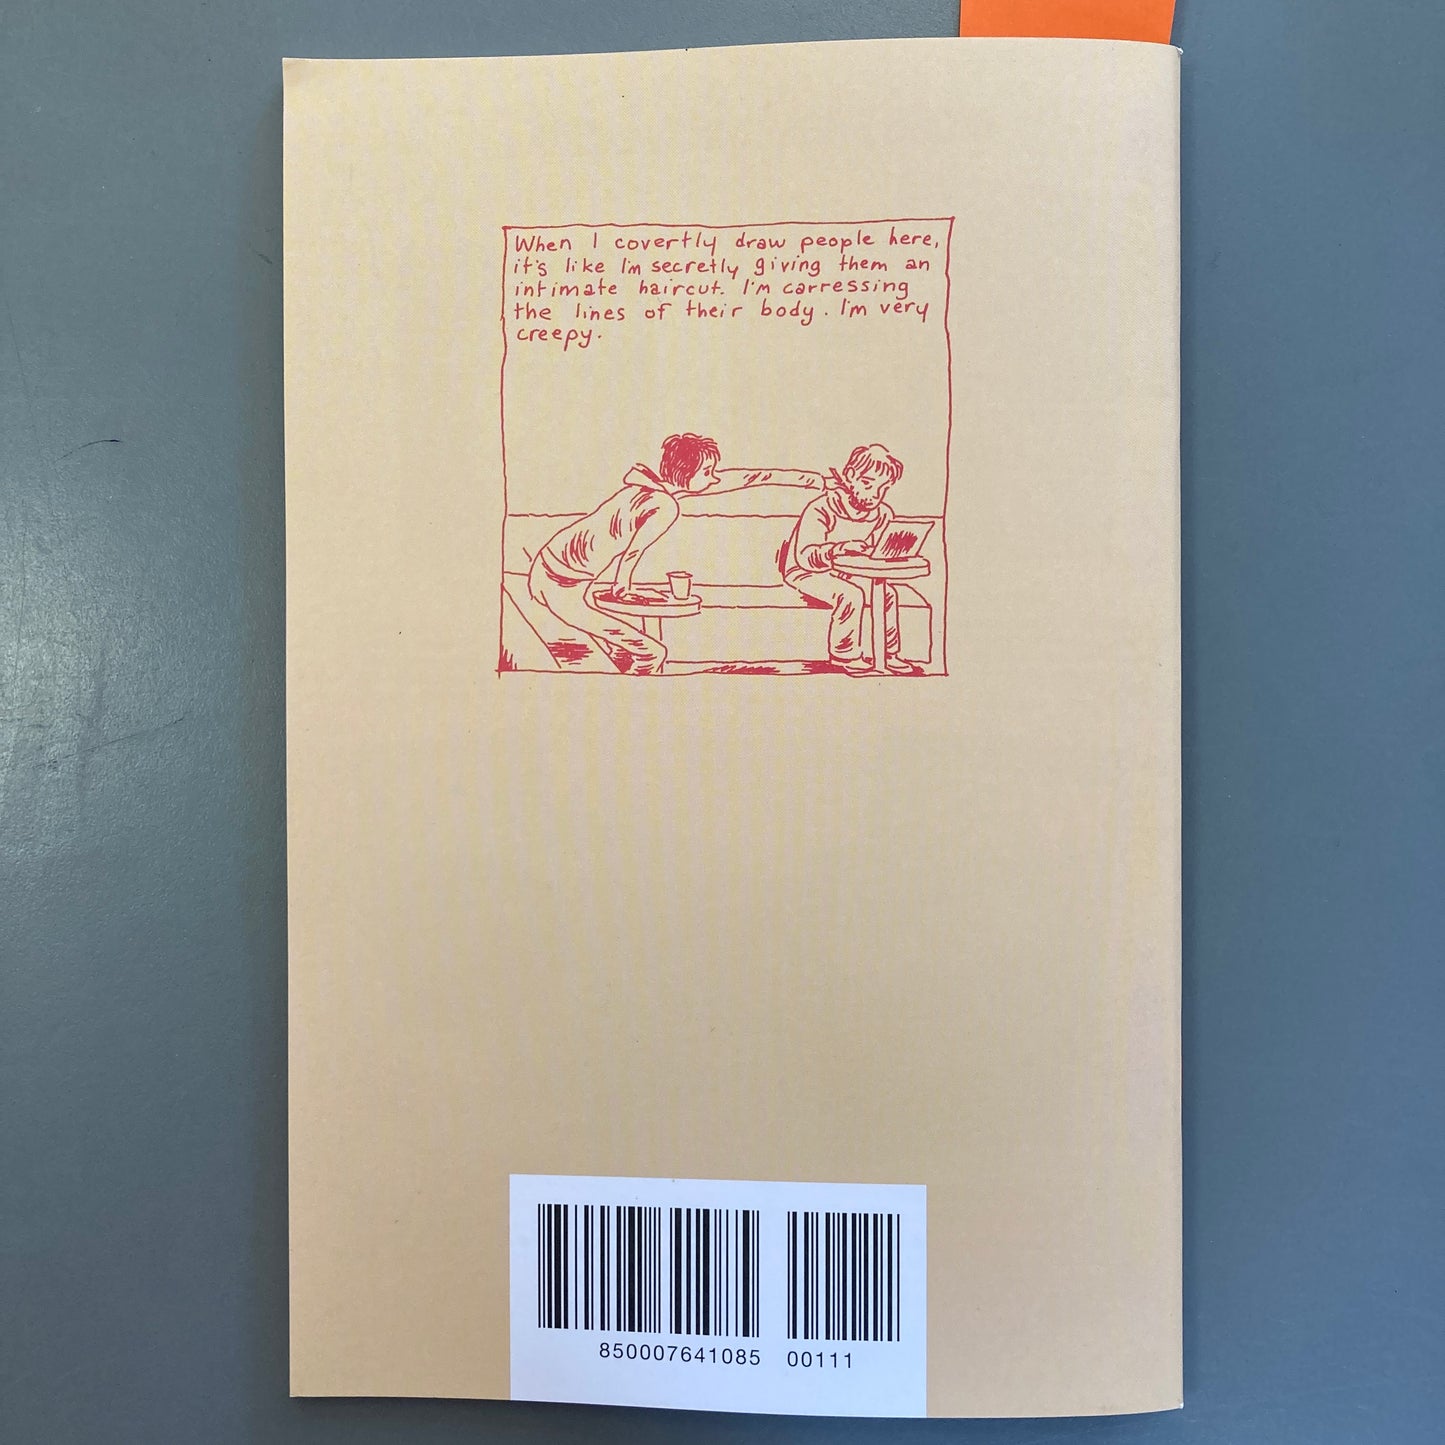 When I covertly draw people here,
it's like I'm secretly giving them an
intimate haircut. I'm carressing
the lines of their body. I'm very
creepy.
850007641085 00111